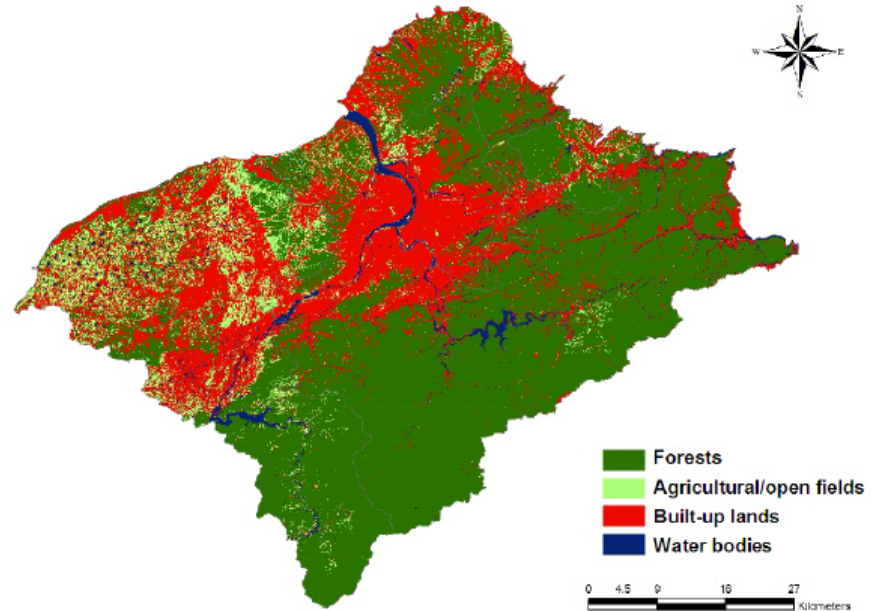 N
W E
S
Forests
Agricultural/open fields
Built-up lands
Water bodies
0 4.5 9 18 27
Kilometers